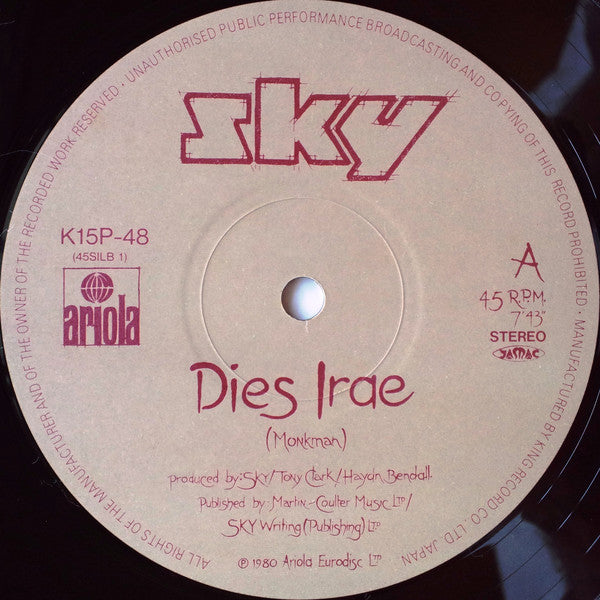 ALL RIGHTS OF THE MANUFACTURER AND OF THE OWNER OF THE RECORDED WORK RESERVED · UNAUTHORISED PUBLIC PERFORMANCE BROADCASTING AND COPYING OF THIS RECORD PROHIBITED · MANUFACTURED BY KING RECORD CO., LTD. JAPAN
sky
K15P-48
(45SILB 1)
ariola
A
45 R.P.M.
7'43"
STEREO
JASRAC
Dies Irae
(Monkman)
produced by: SKY/Tony Clark/Haydn Bendall.
Published by: Martin-Coulter Music LTD/
SKY Writing (Publishing) LTD
℗ 1980 Ariola Eurodisc LTD